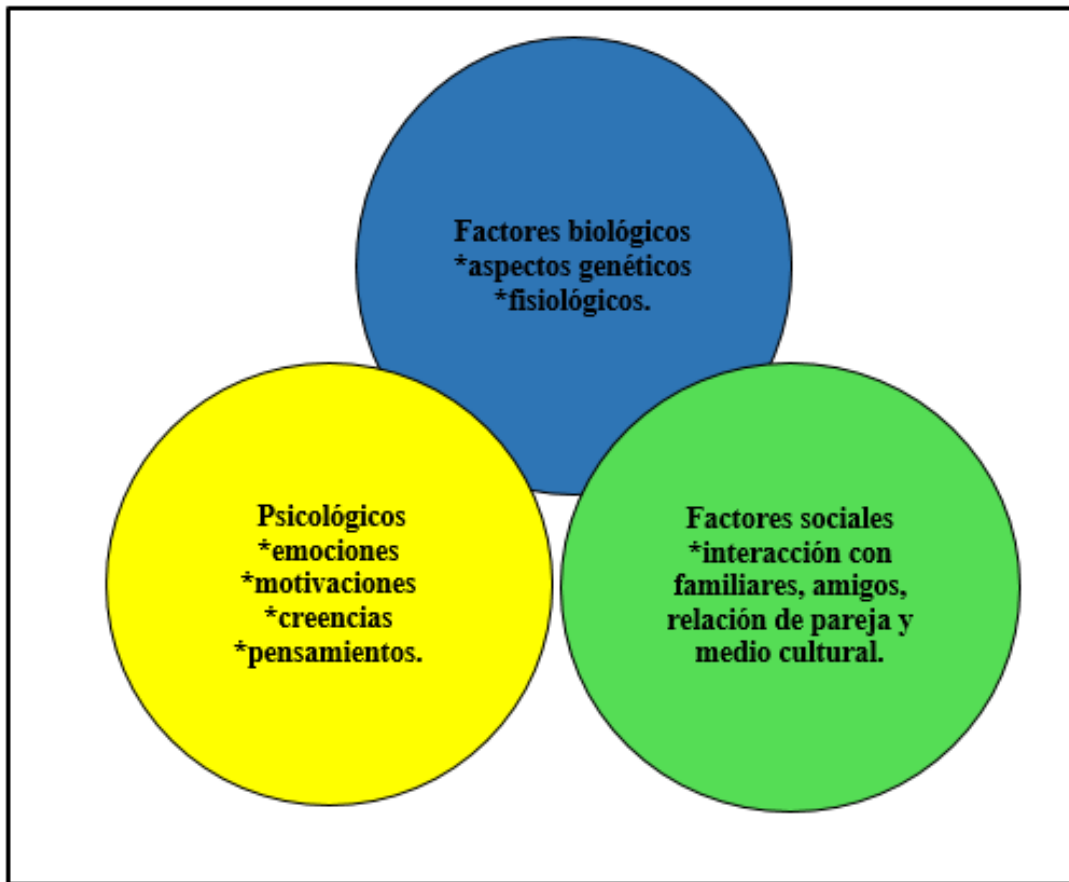 Factores biológicos
*aspectos genéticos
*fisiológicos.
Psicológicos
*emociones
*motivaciones
*creencias
*pensamientos.
Factores sociales
*interacción con
familiares, amigos,
relación de pareja y
medio cultural.